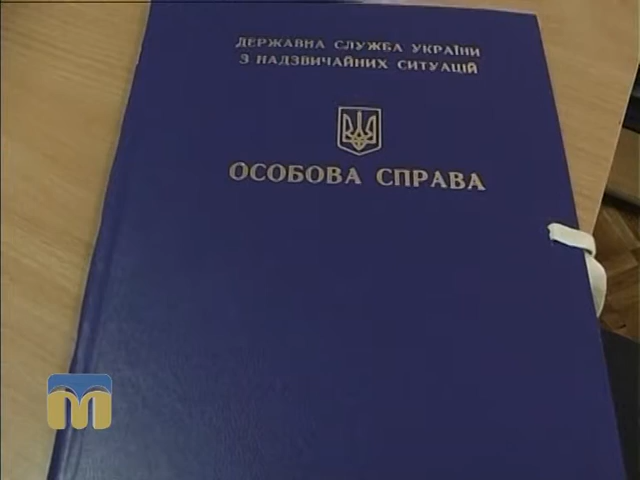 ДЕРЖАВНА СЛУЖБА УКРАЇНИ
З НАДЗВИЧАЙНИХ СИТУАЦІЙ
ОСОБОВА СПРАВА